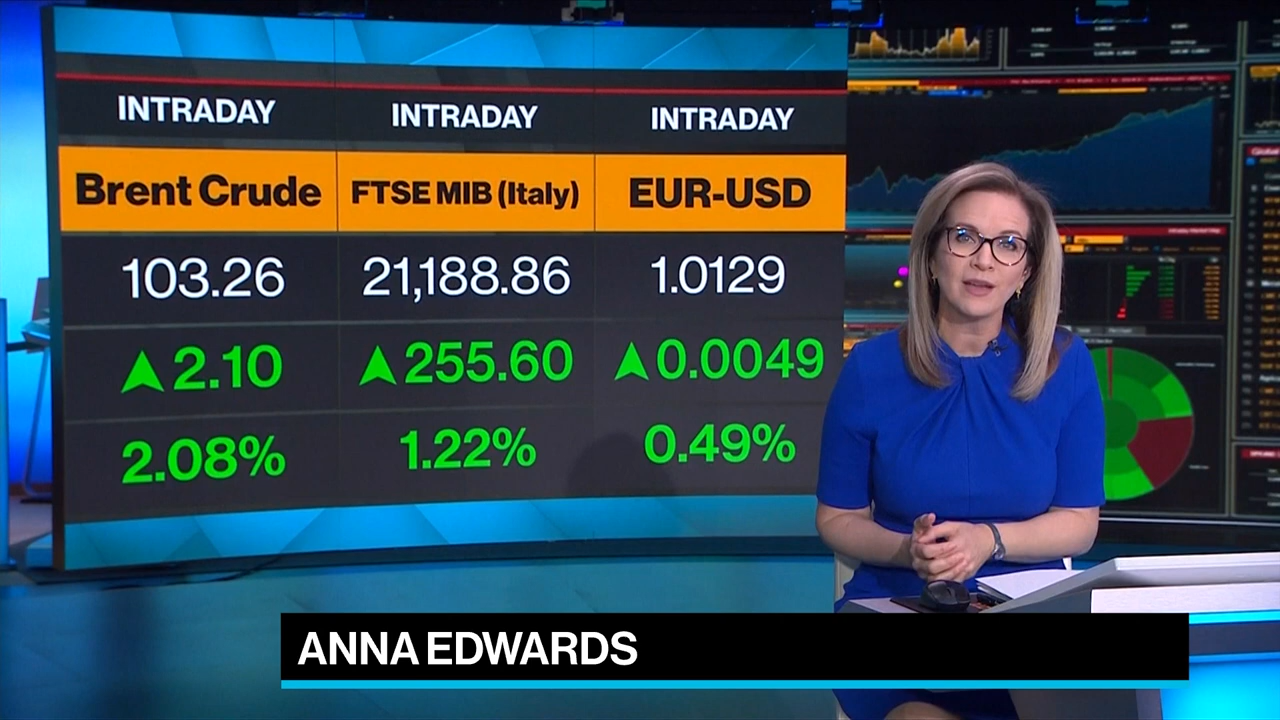 INTRADAY INTRADAY INTRADAY
Brent Crude FTSE MIB (Italy) EUR-USD
103.26 21,188.86 1.0129
▲2.10 ▲255.60 ▲0.0049
2.08% 1.22% 0.49%
ANNA EDWARDS